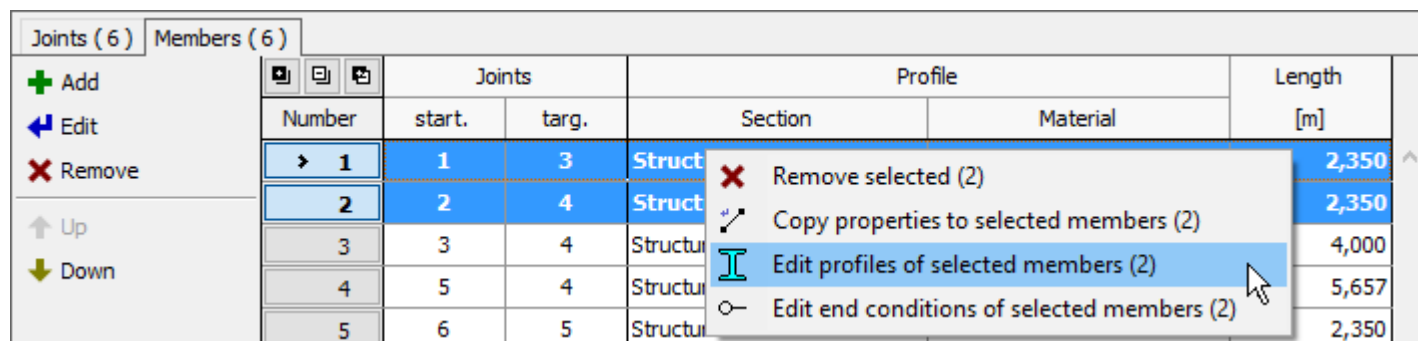 Joints ( 6 ) Members ( 6 )
Add
Edit
Remove
Up
Down
Joints Profile Length
Number start. targ. Section Material [m]
1 1 3 Struct 2,350
2 2 4 Struct 2,350
3 3 4 Structu 4,000
4 5 4 Structu 5,657
5 6 5 Structu 2,350
Remove selected (2)
Copy properties to selected members (2)
Edit profiles of selected members (2)
Edit end conditions of selected members (2)